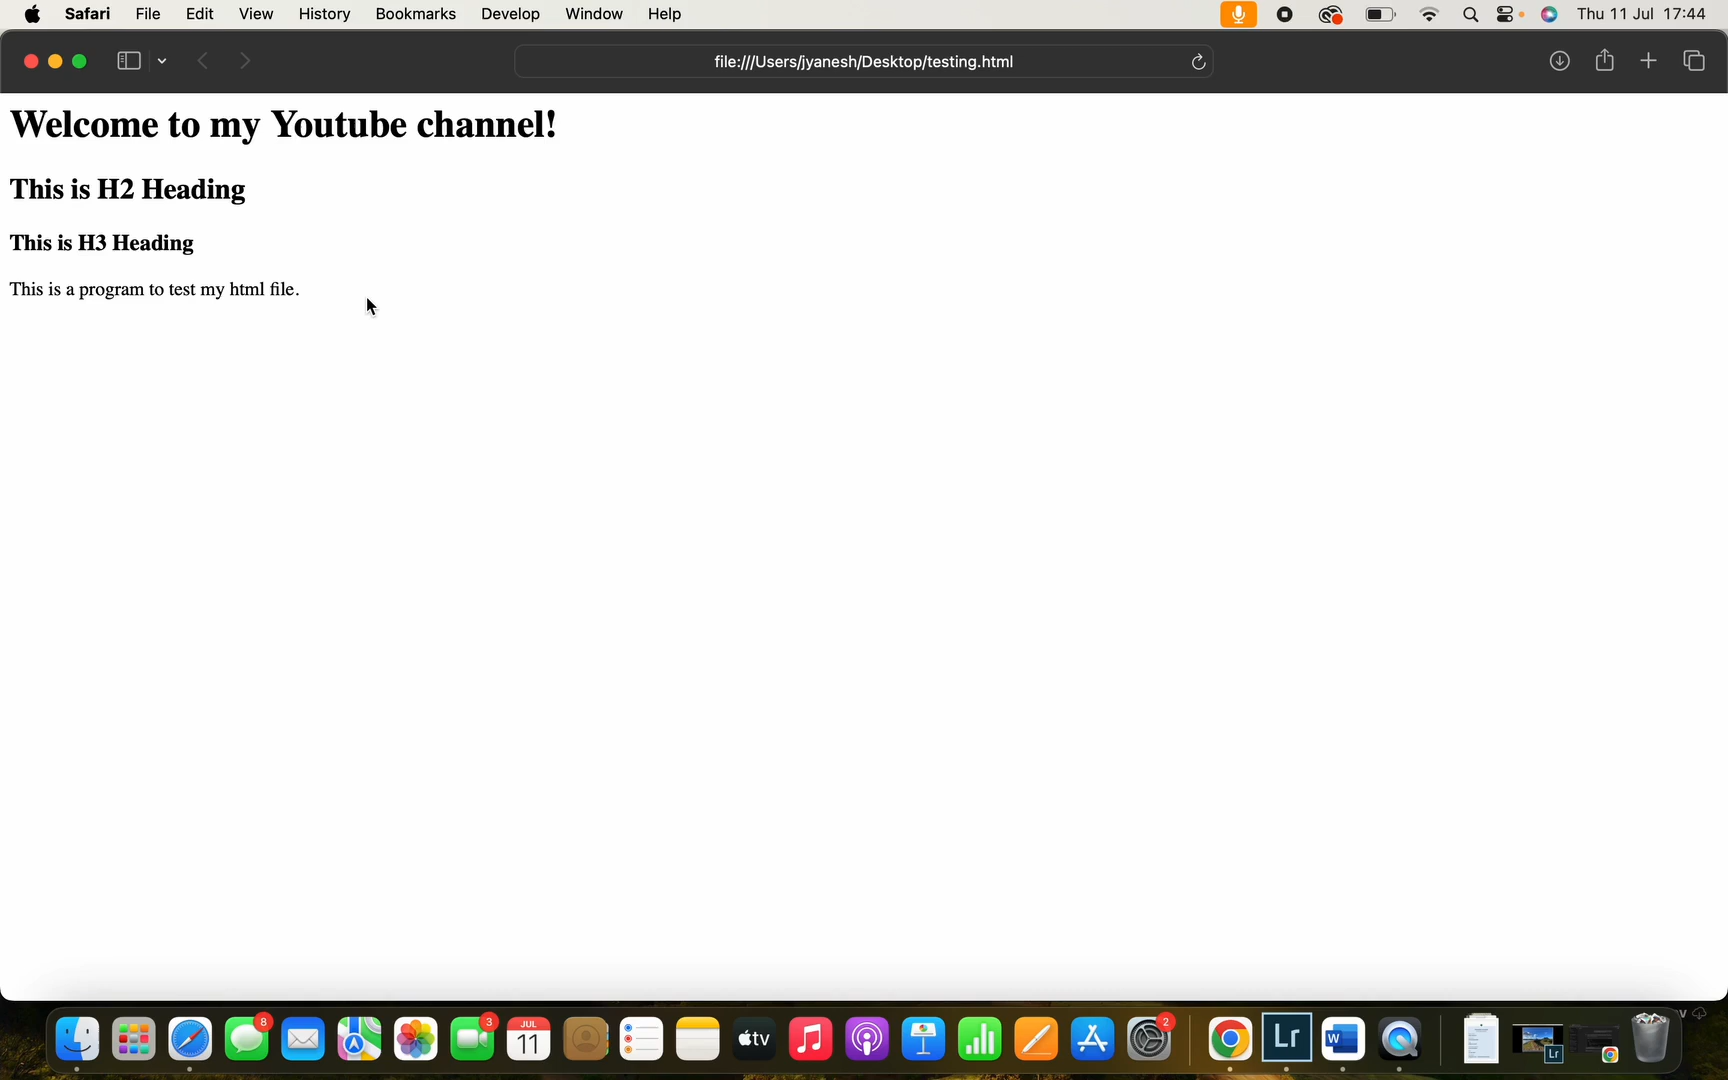 Safari File Edit View History Bookmarks Develop Window Help Thu 11 Jul 17:44
file:///Users/jyanesh/Desktop/testing.html
Welcome to my Youtube channel!
This is H2 Heading
This is H3 Heading
This is a program to test my html file.
8
3
JUL
11
tv
2
Lr
W
Lr